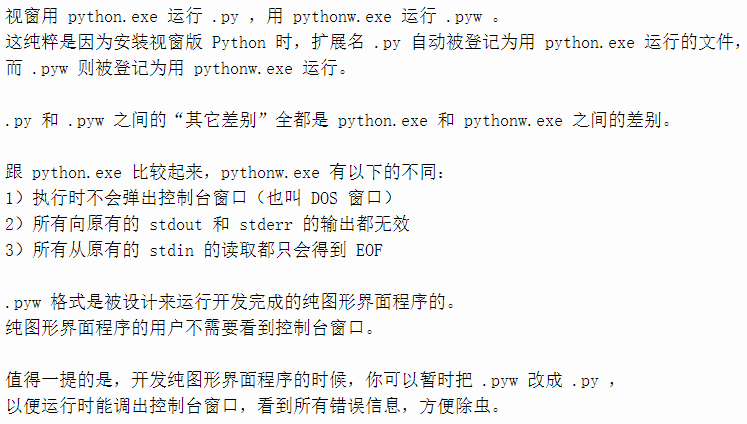 视窗用 python.exe 运行 .py ，用 pythonw.exe 运行 .pyw 。
这纯粹是因为安装视窗版 Python 时，扩展名 .py 自动被登记为用 python.exe 运行的文件，
而 .pyw 则被登记为用 pythonw.exe 运行。
.py 和 .pyw 之间的“其它差别”全都是 python.exe 和 pythonw.exe 之间的差别。
跟 python.exe 比较起来，pythonw.exe 有以下的不同：
1）执行时不会弹出控制台窗口（也叫 DOS 窗口）
2）所有向原有的 stdout 和 stderr 的输出都无效
3）所有从原有的 stdin 的读取都只会得到 EOF
.pyw 格式是被设计来运行开发完成的纯图形界面程序的。
纯图形界面程序的用户不需要看到控制台窗口。
值得一提的是，开发纯图形界面程序的时候，你可以暂时把 .pyw 改成 .py ，
以便运行时能调出控制台窗口，看到所有错误信息，方便除虫。